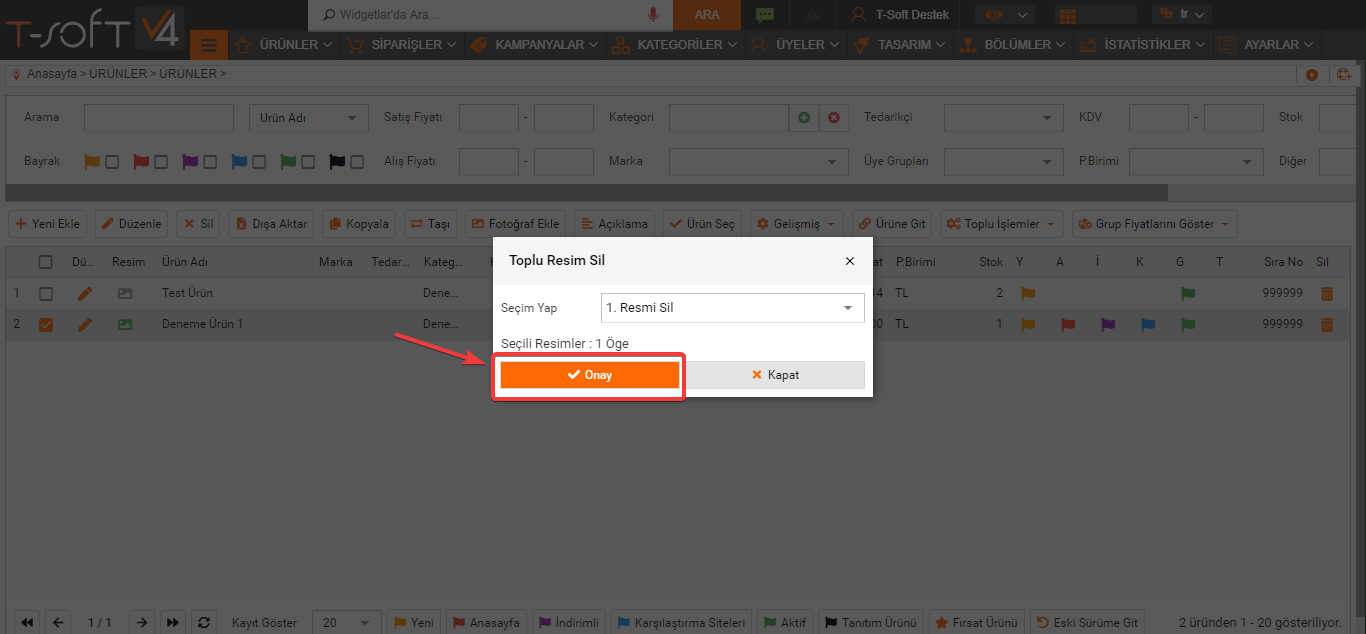 T-SOFT V4
Widgetlar'da Ara... ARA T-Soft Destek tr
ÜRÜNLER SİPARİŞLER KAMPANYALAR KATEGORİLER ÜYELER TASARIM BÖLÜMLER İSTATİSTİKLER AYARLAR
Anasayfa > ÜRÜNLER > ÜRÜNLER >
Arama Ürün Adı Satış Fiyatı - Kategori Tedarikçi KDV - Stok
Bayrak Alış Fiyatı - Marka Üye Grupları P.Birimi Diğer
Yeni Ekle Düzenle Sil Dışa Aktar Kopyala Taşı Fotoğraf Ekle Açıklama Ürün Seç Gelişmiş Ürüne Git Toplu İşlemler Grup Fiyatlarını Göster
Dü... Resim Ürün Adı Marka Tedar... Kateg... at P.Birimi Stok Y A İ K G T Sıra No Sil
1 Test Ürün Dene... 4 TL 2 999999
2 Deneme Ürün 1 Dene... 00 TL 1 999999
Toplu Resim Sil
Seçim Yap 1. Resmi Sil
Seçili Resimler : 1 Öge
Onay Kapat
1 / 1 Kayıt Göster 20 Yeni Anasayfa İndirimli Karşılaştırma Siteleri Aktif Tanıtım Ürünü Fırsat Ürünü Eski Sürüme Git 2 üründen 1 - 20 gösteriliyor.